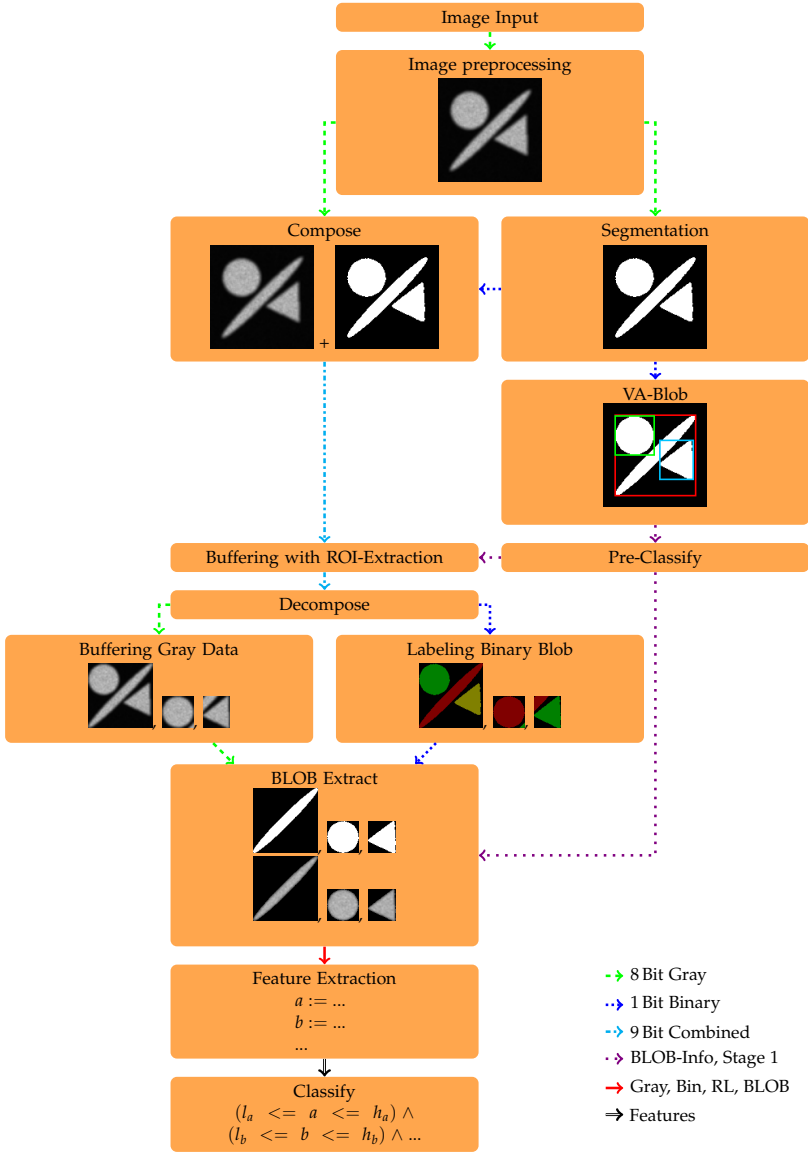 Image Input
Image preprocessing
Compose
+
Segmentation
VA-Blob
Buffering with ROI-Extraction
Pre-Classify
Decompose
Buffering Gray Data
, ,
Labeling Binary Blob
, ,
BLOB Extract
, ,
, ,
Feature Extraction
a := ...
b := ...
...
Classify
(l_a <= a <= h_a) ∧
(l_b <= b <= h_b) ∧ ...
8 Bit Gray
1 Bit Binary
9 Bit Combined
BLOB-Info, Stage 1
Gray, Bin, RL, BLOB
Features